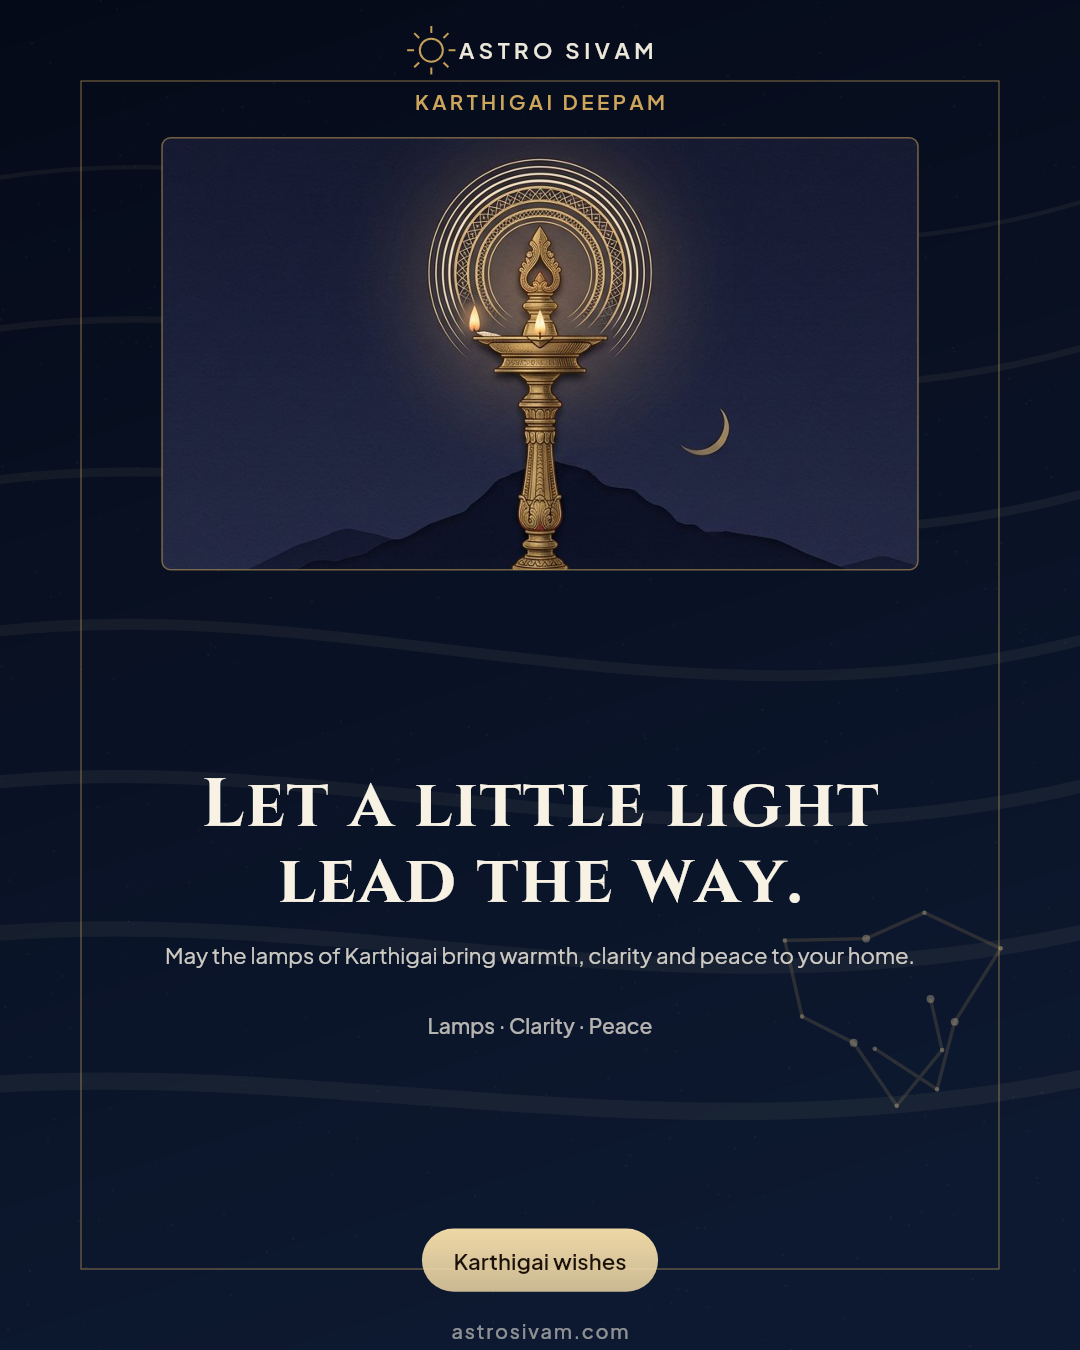 ASTRO SIVAM
KARTHIGAI DEEPAM
Let a little light
lead the way.
May the lamps of Karthigai bring warmth, clarity and peace to your home.
Lamps · Clarity · Peace
Karthigai wishes
astrosivam.com